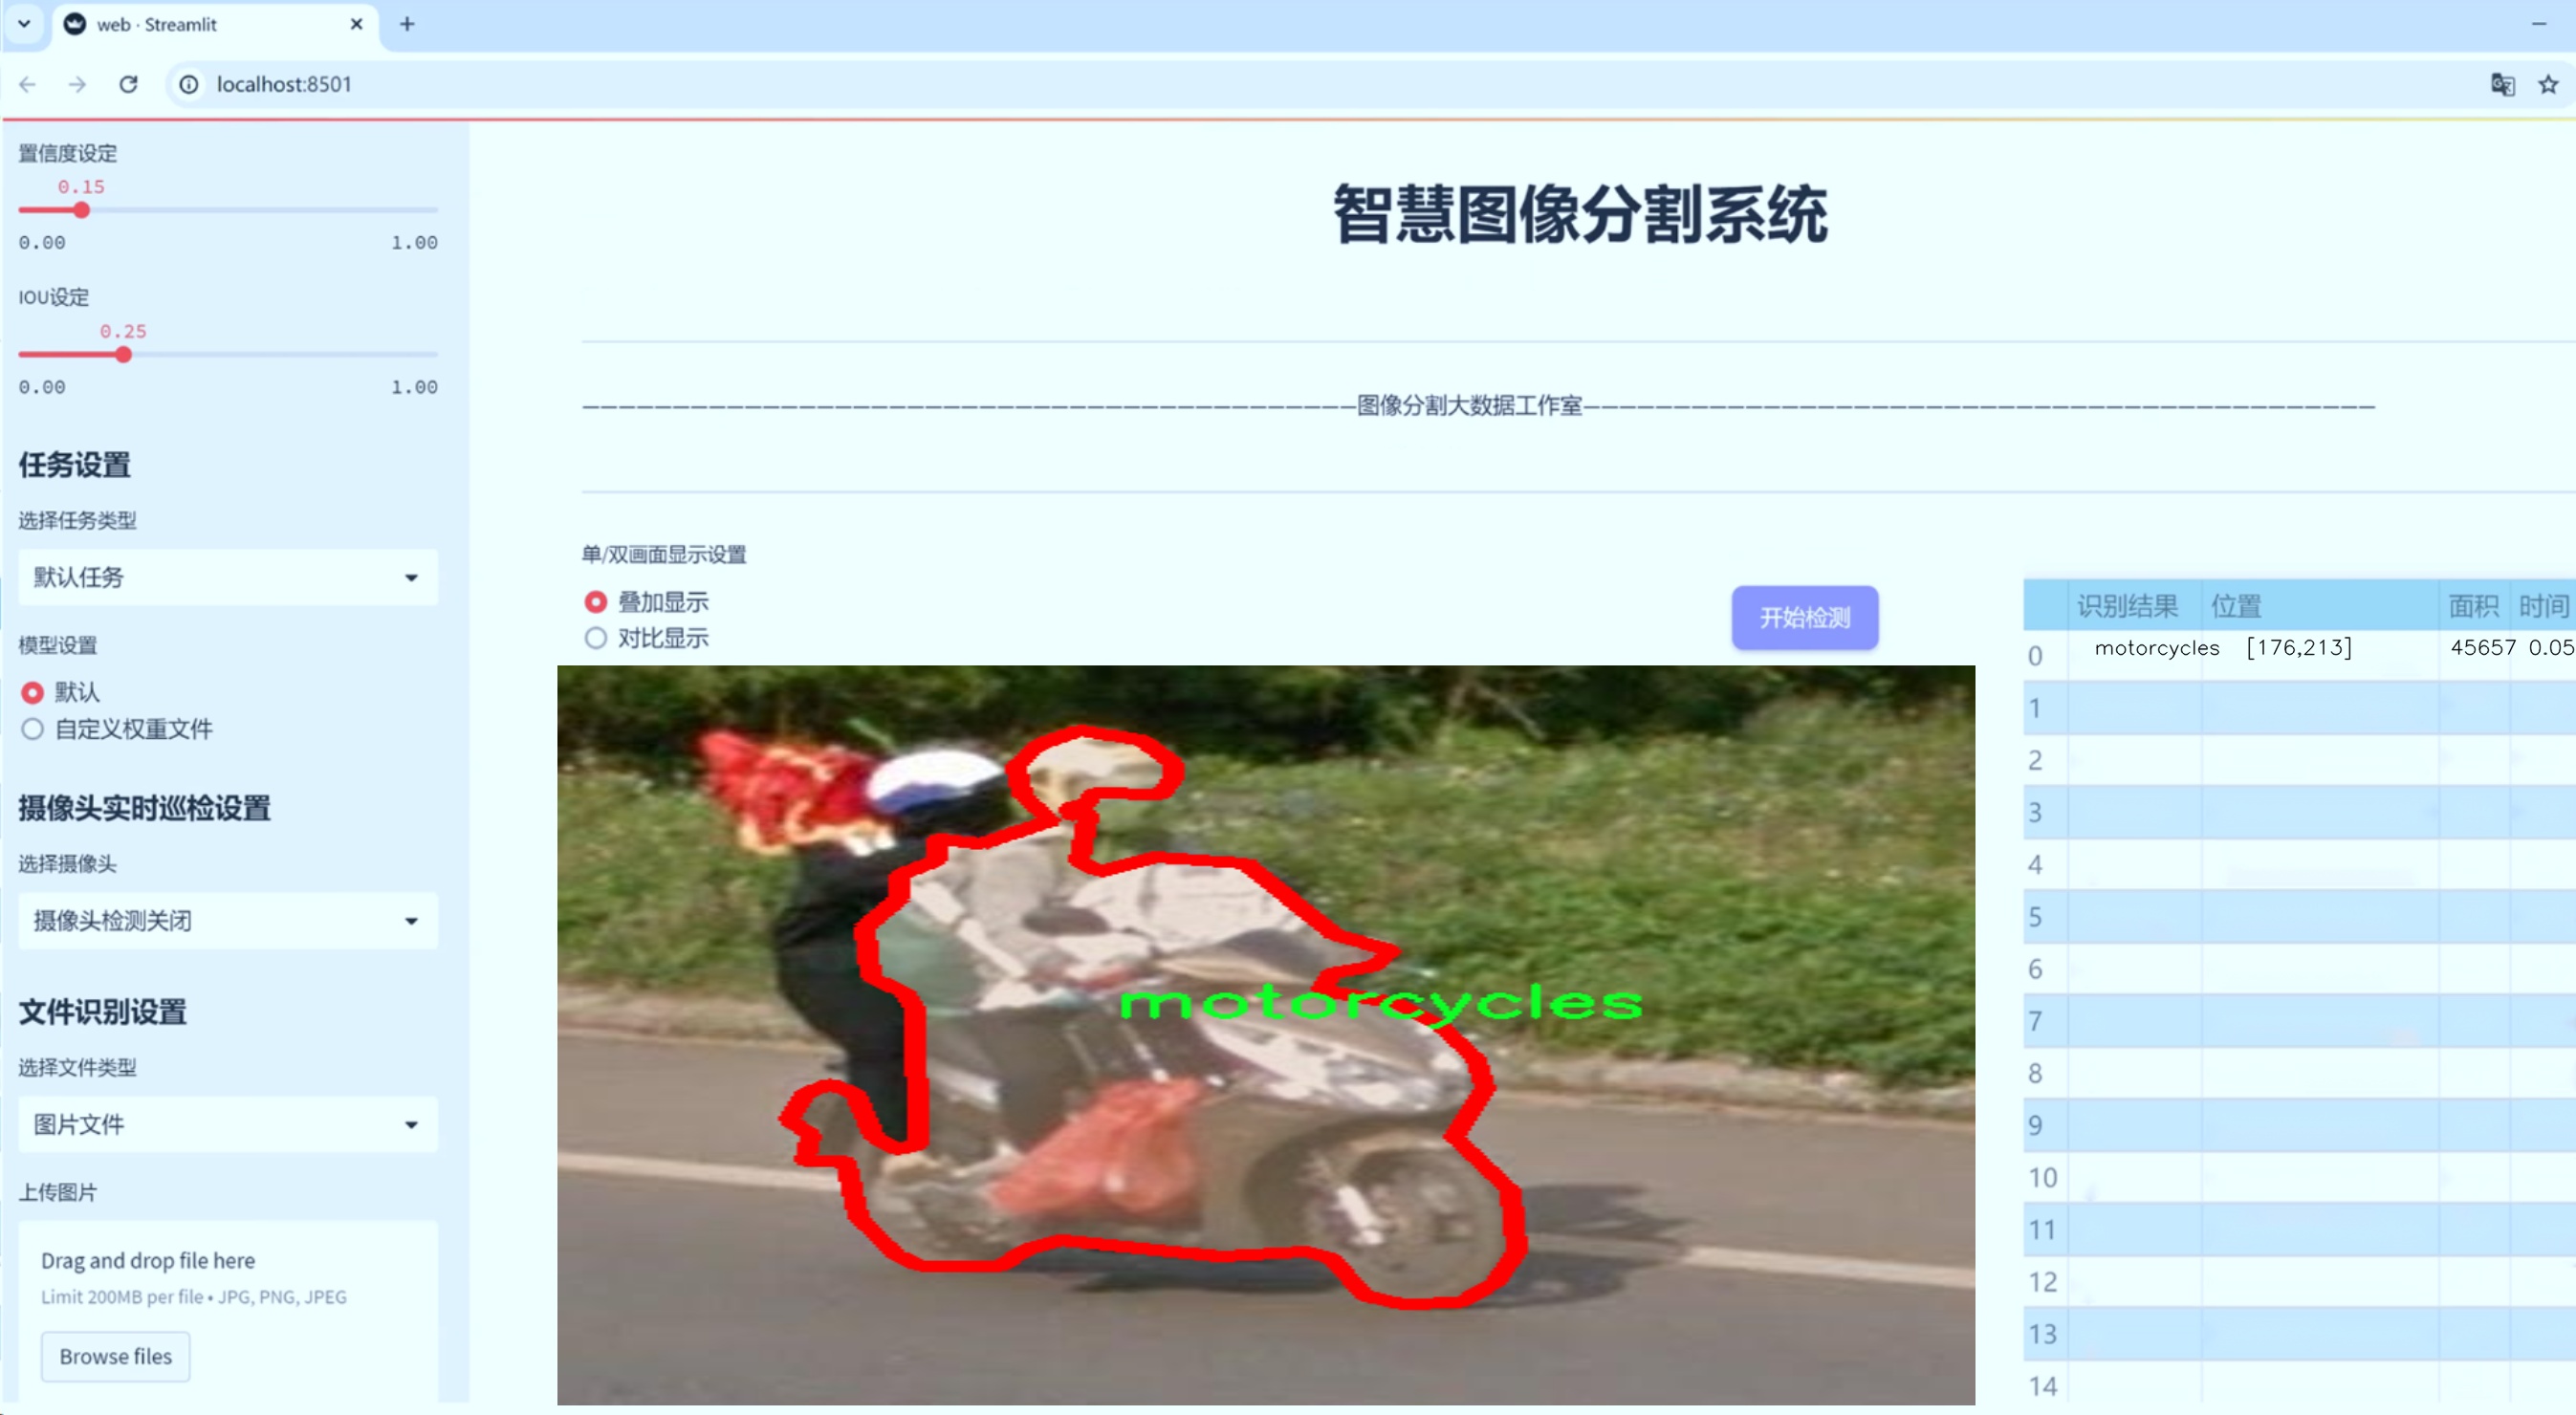 web · Streamlit
localhost:8501
置信度设定
0.15
0.00 1.00
IOU设定
0.25
0.00 1.00
任务设置
选择任务类型
默认任务
模型设置
默认
自定义权重文件
摄像头实时巡检设置
选择摄像头
摄像头检测关闭
文件识别设置
选择文件类型
图片文件
上传图片
Drag and drop file here
Limit 200MB per file • JPG, PNG, JPEG
Browse files
智慧图像分割系统
———————————————————————————————————————————图像分割大数据工作室————————————————————————————————————————————
单/双画面显示设置
叠加显示
对比显示
开始检测
motorcycles
识别结果 位置 面积 时间
0 motorcycles [176,213] 45657 0.05
1
2
3
4
5
6
7
8
9
10
11
12
13
14